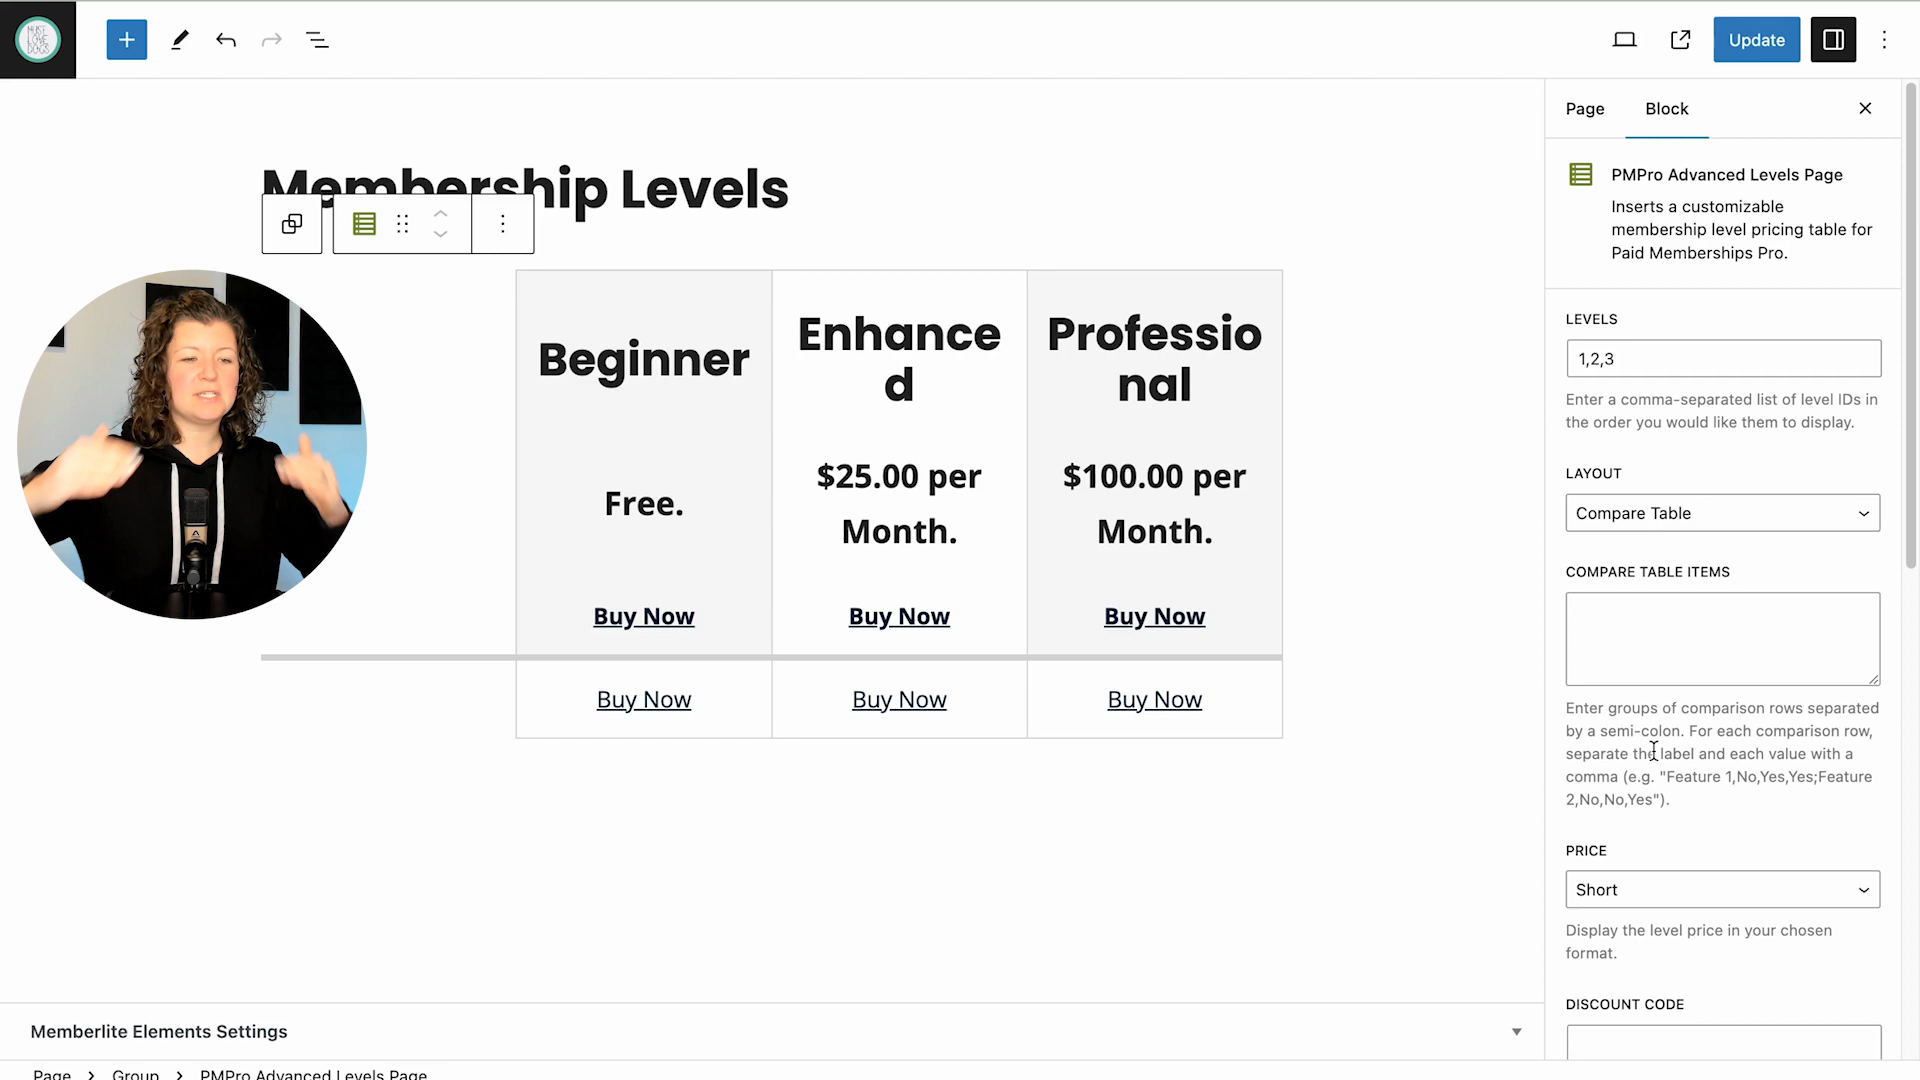 Update
Page
Block
PMPro Advanced Levels Page
Inserts a customizable
membership level pricing table for
Paid Memberships Pro.
Membership Levels
LEVELS
1,2,3
Enter a comma-separated list of level IDs in
the order you would like them to display.
LAYOUT
Compare Table
COMPARE TABLE ITEMS
Enter groups of comparison rows separated
by a semi-colon. For each comparison row,
separate the label and each value with a
comma (e.g. "Feature 1,No,Yes,Yes;Feature
2,No,No,Yes").
PRICE
Short
Display the level price in your chosen
format.
DISCOUNT CODE
Beginner
Free.
Buy Now
Buy Now
Enhance
d
$25.00 per
Month.
Buy Now
Buy Now
Professio
nal
$100.00 per
Month.
Buy Now
Buy Now
Memberlite Elements Settings
Page > Group > PMPro Advanced Levels Page